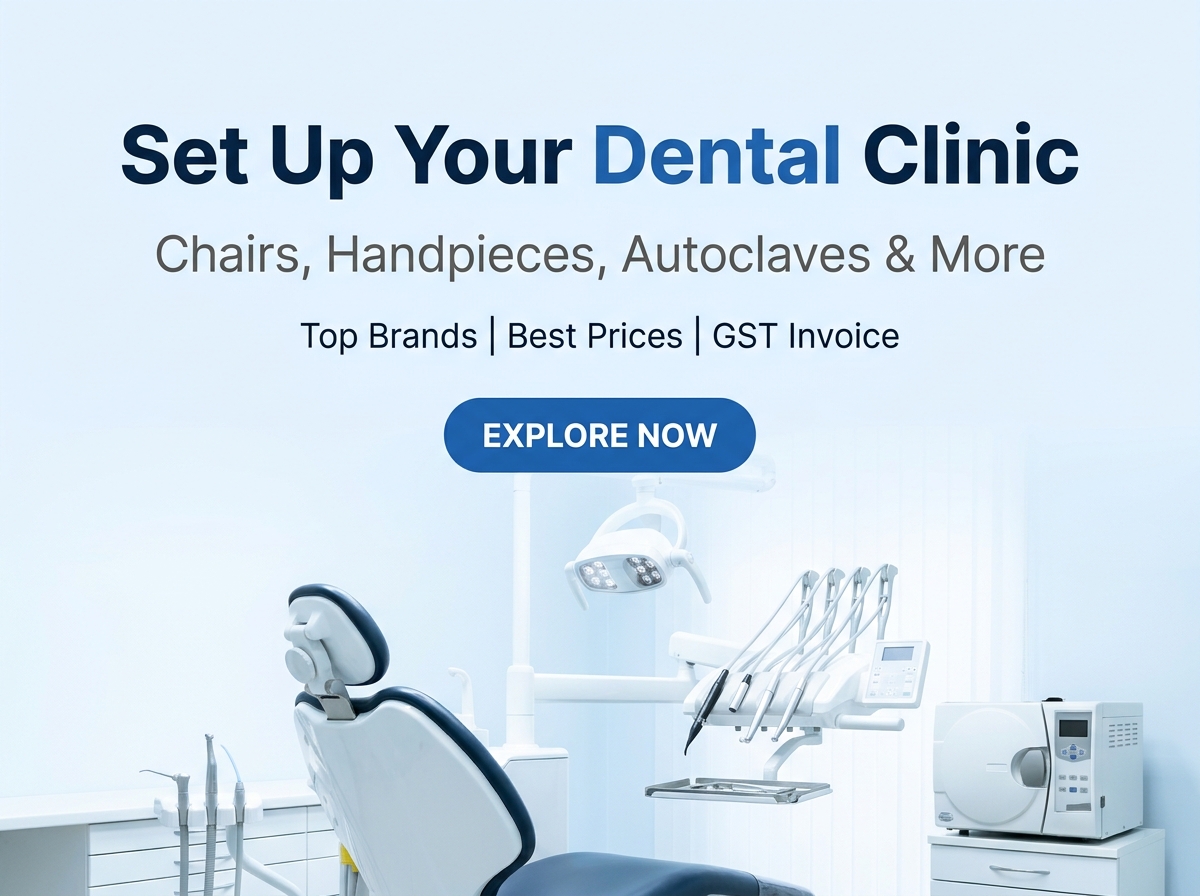 Set Up Your Dental Clinic
Chairs, Handpieces, Autoclaves & More
Top Brands | Best Prices | GST Invoice
EXPLORE NOW